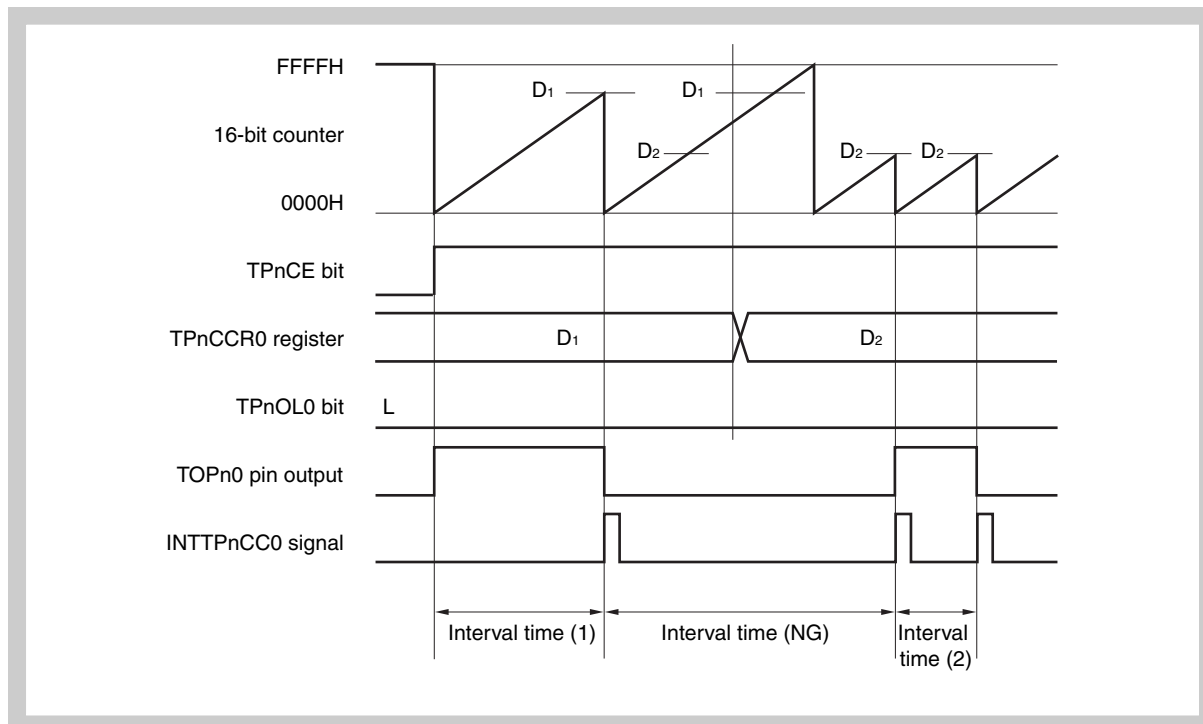 FFFFH
D1
D1
16-bit counter
D2
D2
D2
0000H
TPnCE bit
TPnCCR0 register
D1
D2
TPnOL0 bit
L
TOPn0 pin output
INTTPnCC0 signal
Interval time (1)
Interval time (NG)
Interval
time (2)